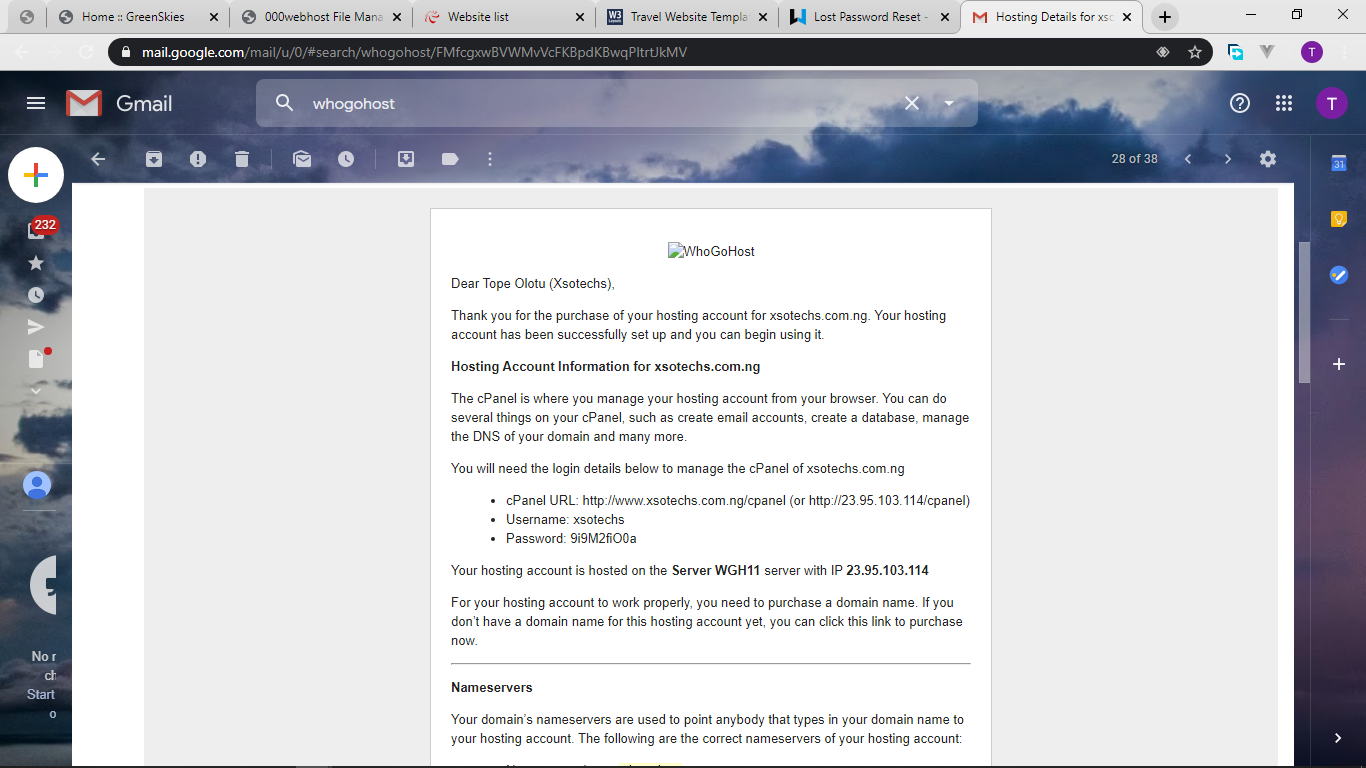 Home :: GreenSkies
000webhost File Mana
Website list
W3 Layouts
Travel Website Templa
Lost Password Reset -
Hosting Details for xsc
mail.google.com/mail/u/0/#search/whogohost/FMfcgxwBVWMvVcFKBpdKBwqPltrtJkMV
T
Gmail
whogohost
T
28 of 38
31
232
WhoGoHost
Dear Tope Olotu (Xsotechs),
Thank you for the purchase of your hosting account for xsotechs.com.ng. Your hosting
account has been successfully set up and you can begin using it.
Hosting Account Information for xsotechs.com.ng
The cPanel is where you manage your hosting account from your browser. You can do
several things on your cPanel, such as create email accounts, create a database, manage
the DNS of your domain and many more.
You will need the login details below to manage the cPanel of xsotechs.com.ng
• cPanel URL: http://www.xsotechs.com.ng/cpanel (or http://23.95.103.114/cpanel)
• Username: xsotechs
• Password: 9i9M2fiO0a
Your hosting account is hosted on the Server WGH11 server with IP 23.95.103.114
For your hosting account to work properly, you need to purchase a domain name. If you
don't have a domain name for this hosting account yet, you can click this link to purchase
now.
Nameservers
Your domain's nameservers are used to point anybody that types in your domain name to
your hosting account. The following are the correct nameservers of your hosting account:
No r
ch
Start
o